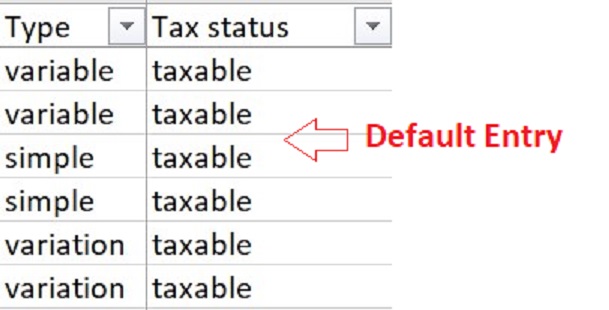 Type Tax status
variable taxable
variable taxable
Default Entry
simple taxable
simple taxable
variation taxable
variation taxable